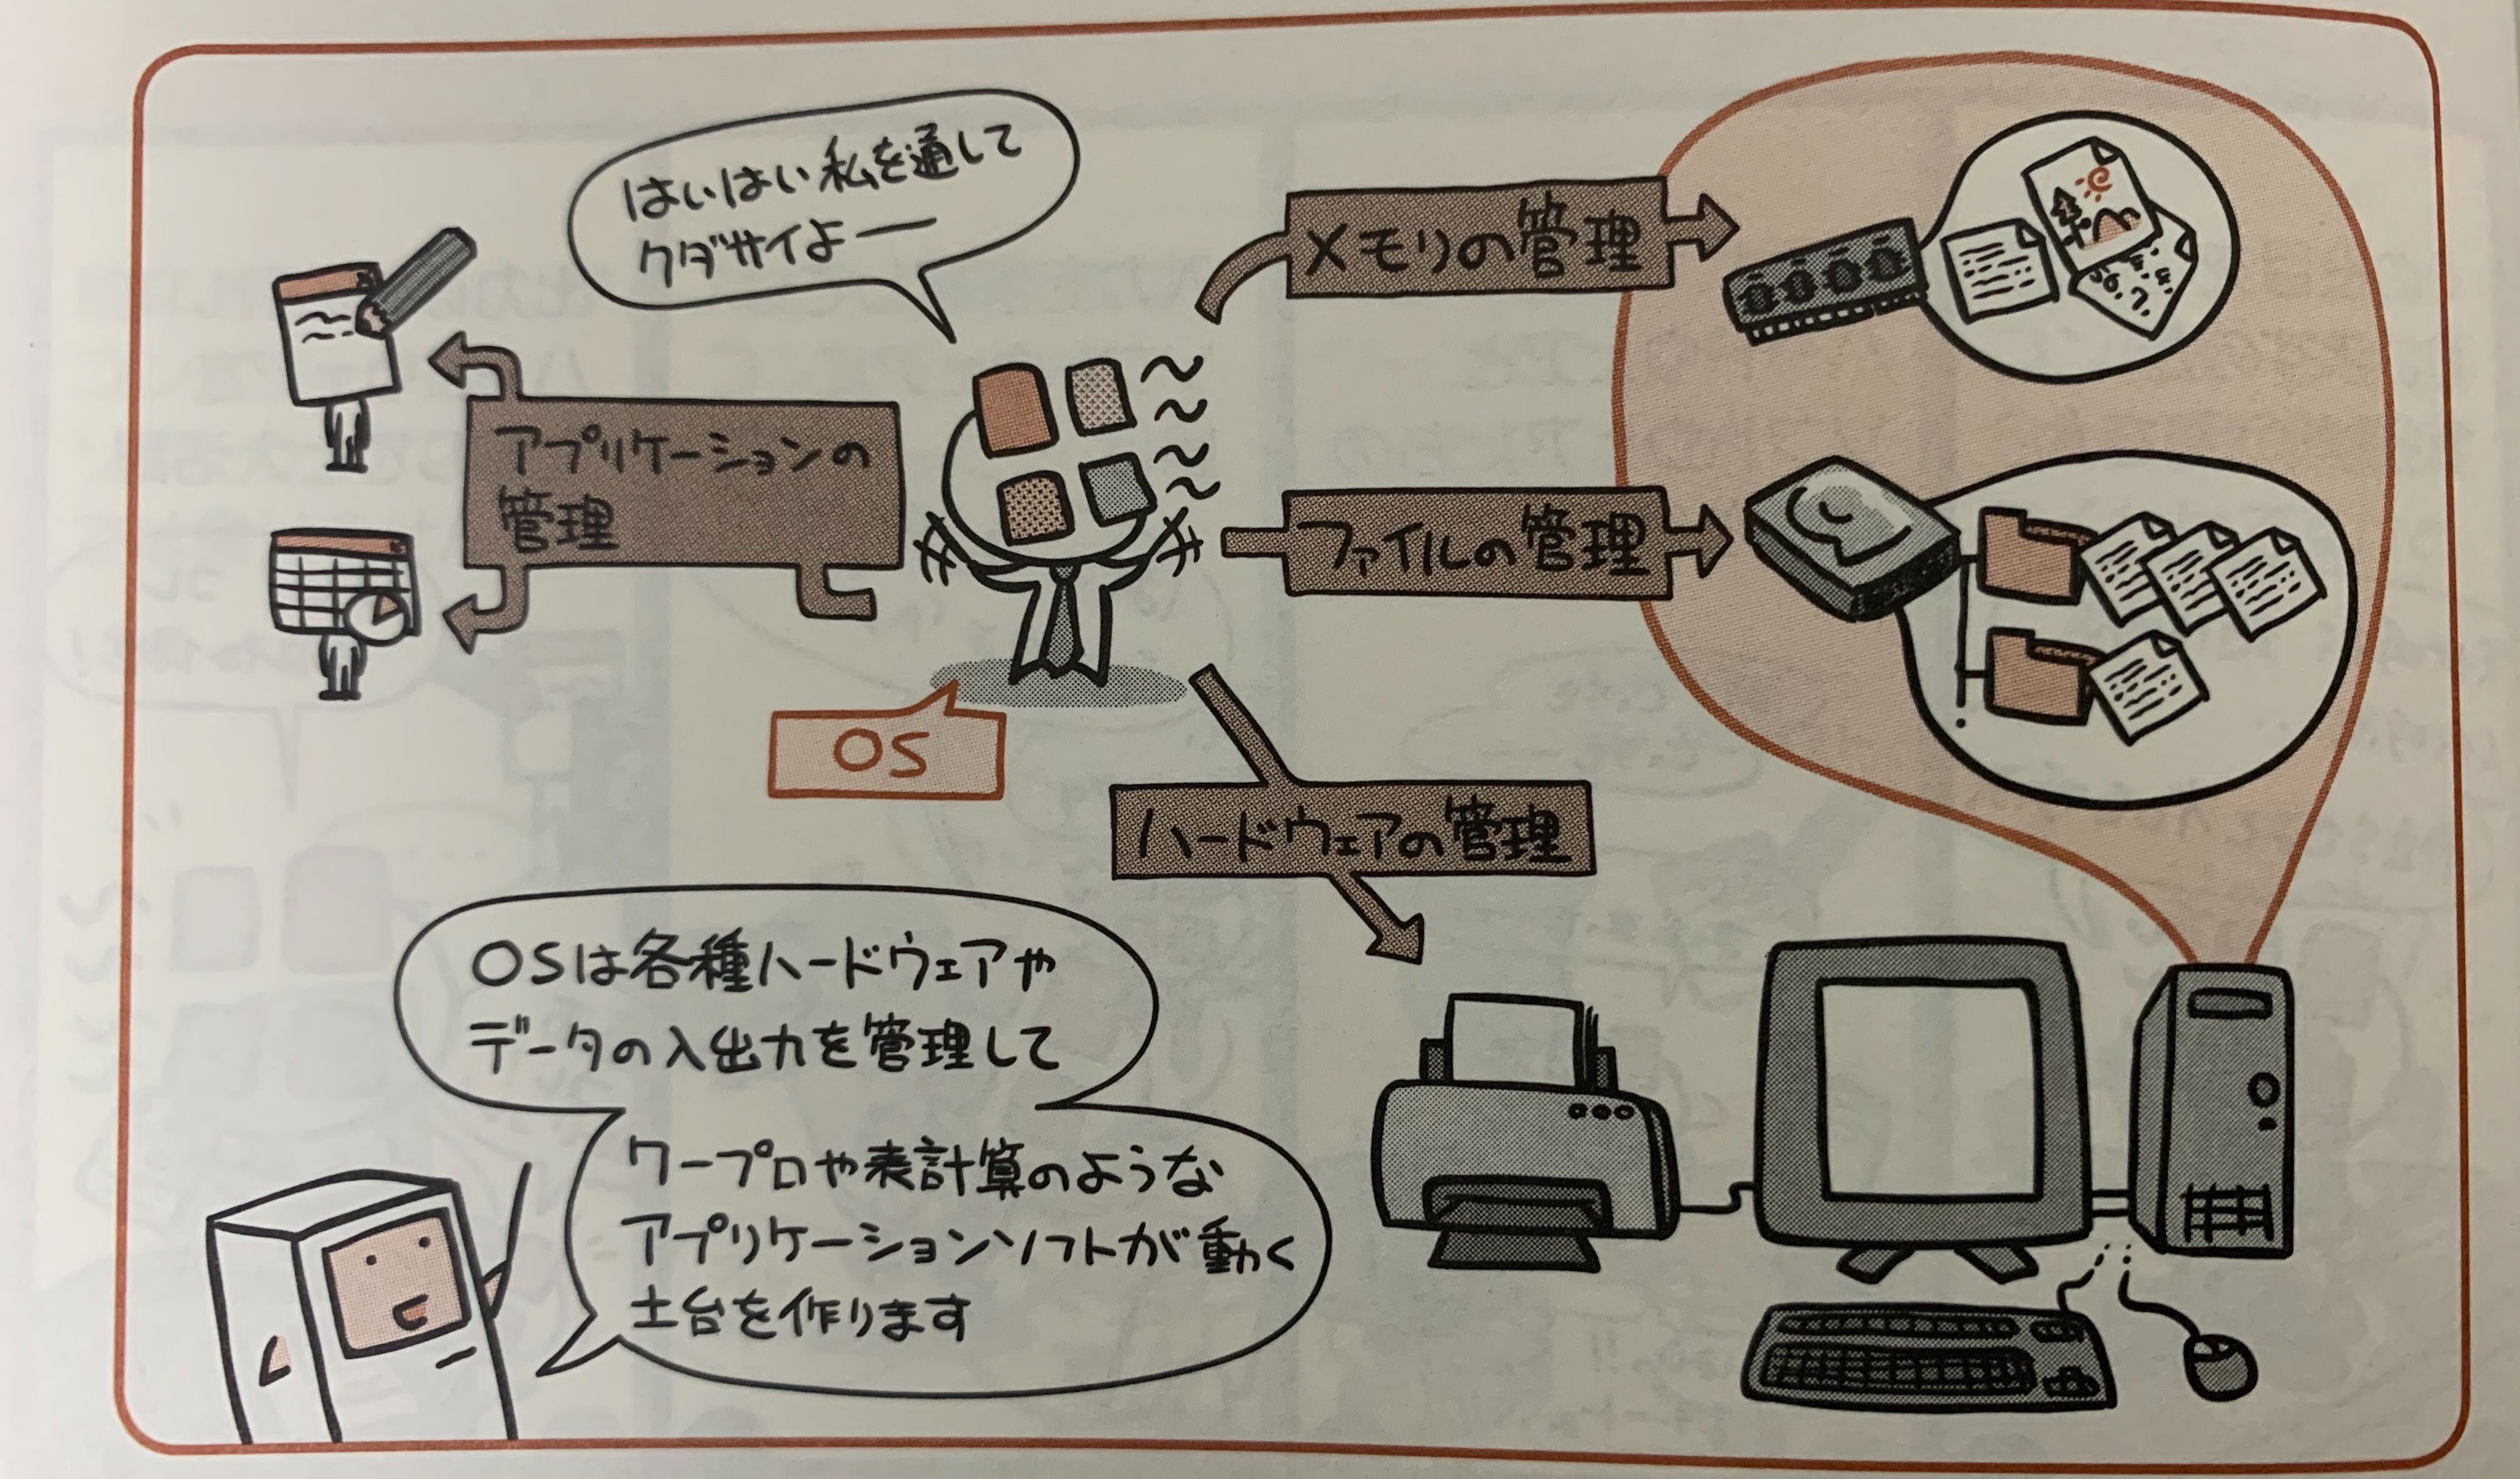 はいはい私を通して
クダサイよー
メモリの管理
アプリケーションの
管理
ファイルの管理
OS
ハードウェアの管理
OSは各種ハードウェアや
データの入出力を管理して
ワープロや表計算のような
アプリケーションソフトが動く
土台を作ります